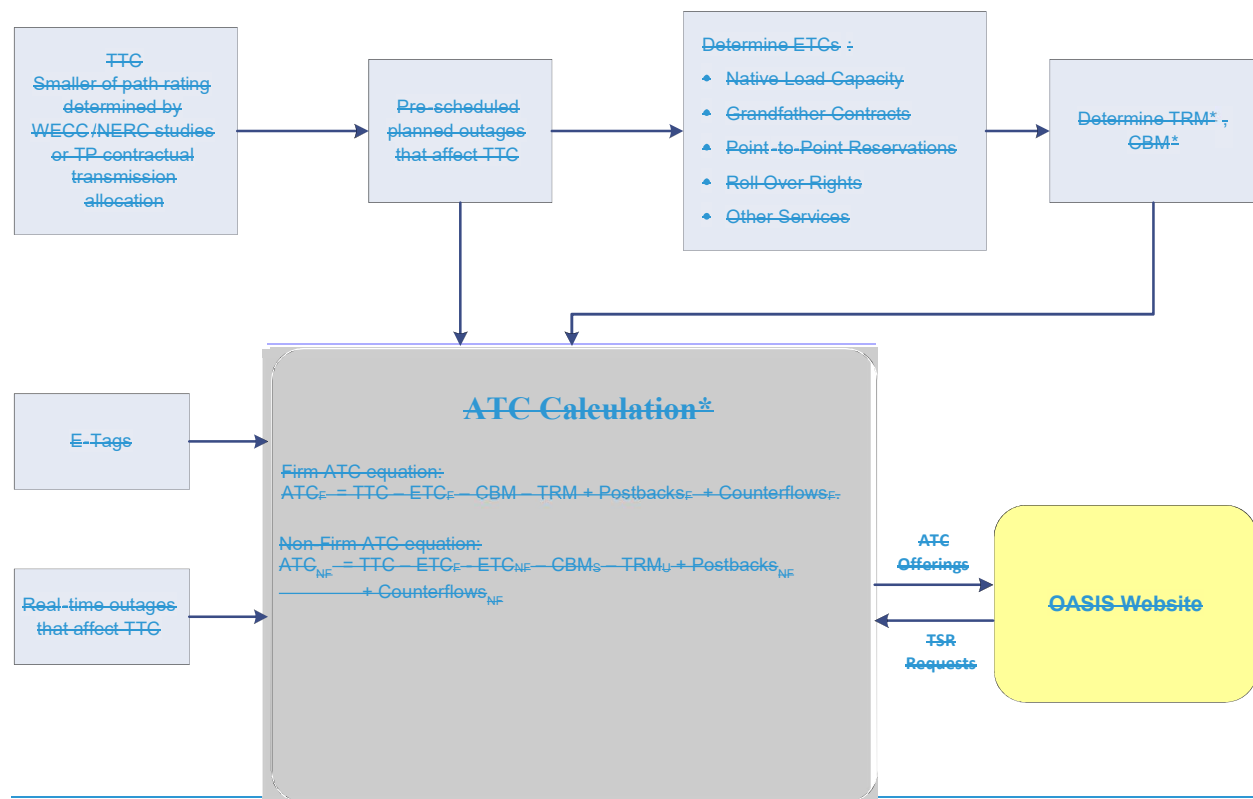 TTC
Smaller of path rating
determined by
WECC/NERC studies
or TP contractual
transmission
allocation
Pre-scheduled
planned outages
that affect TTC
Determine ETCs :
• Native Load Capacity
• Grandfather Contracts
• Point-to-Point Reservations
• Roll Over Rights
• Other Services
Determine TRM* ,
CBM*
ATC Calculation*
E-Tags
Firm ATC equation:
ATCF = TTC – ETCF – CBM – TRM + PostbacksF + CounterflowsF.
Non-Firm ATC equation:
ATCNF = TTC – ETCF - ETCNF – CBMS – TRMU + PostbacksNF
+ CounterflowsNF
Real-time outages
that affect TTC
ATC
Offerings
OASIS Website
TSR
Requests